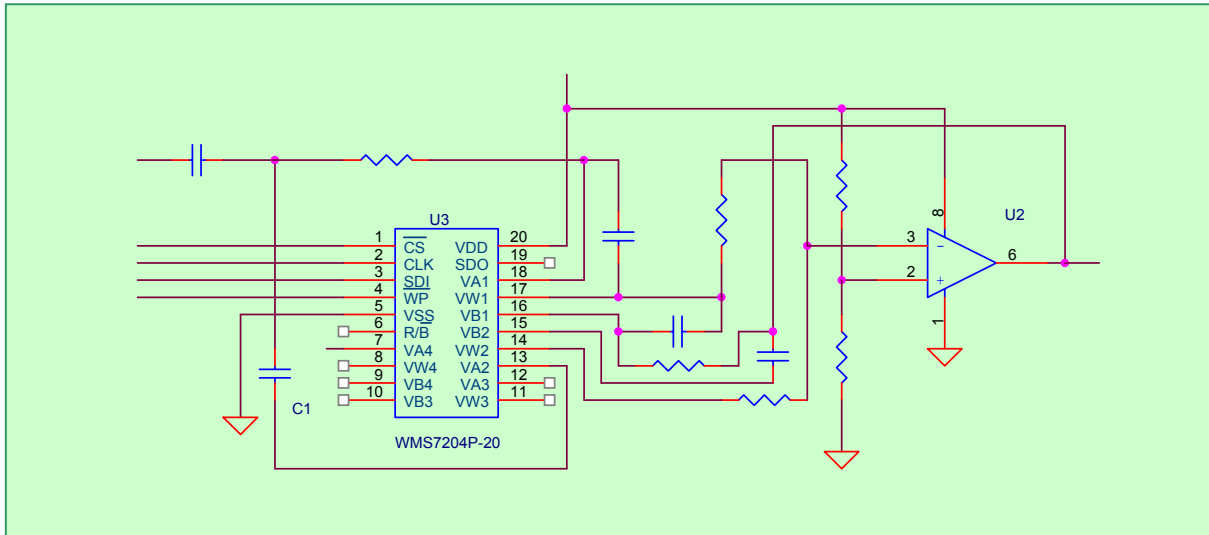 U3
1 CS VDD 20
2 CLK SDO 19
3 SDI VA1 18
4 WP VW1 17
5 VSS VB1 16
6 R/B VB2 15
7 VA4 VW2 14
8 VW4 VA2 13
9 VB4 VA3 12
10 VB3 VW3 11
WMS7204P-20
C1
U2
8
3 - 6
2 +
1